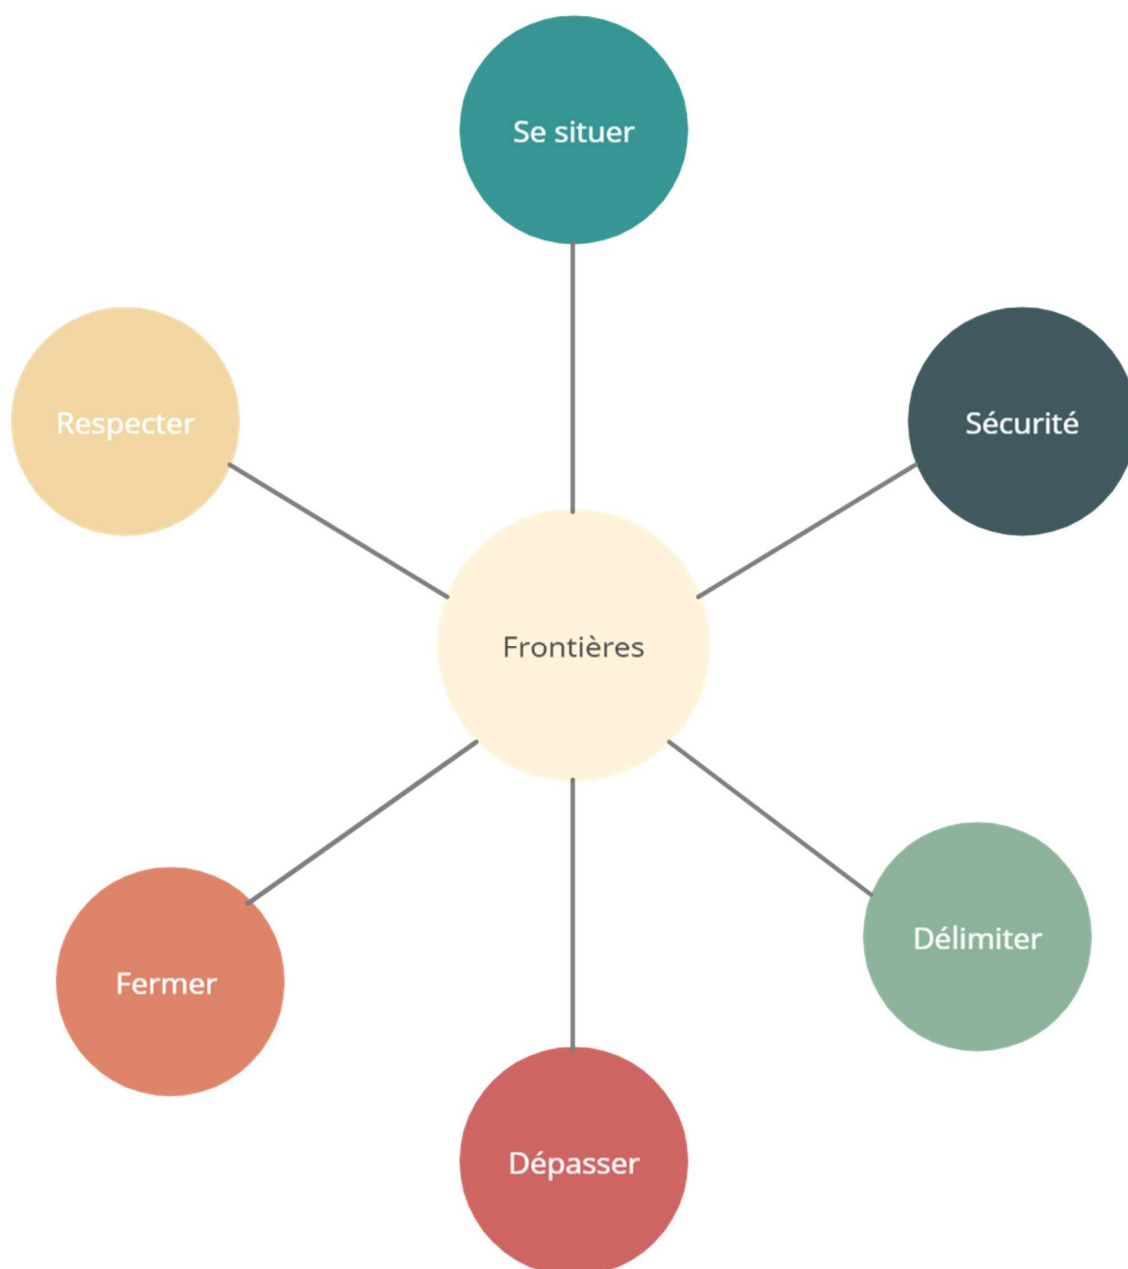 Se situer
Respecter
Sécurité
Frontières
Délimiter
Fermer
Dépasser